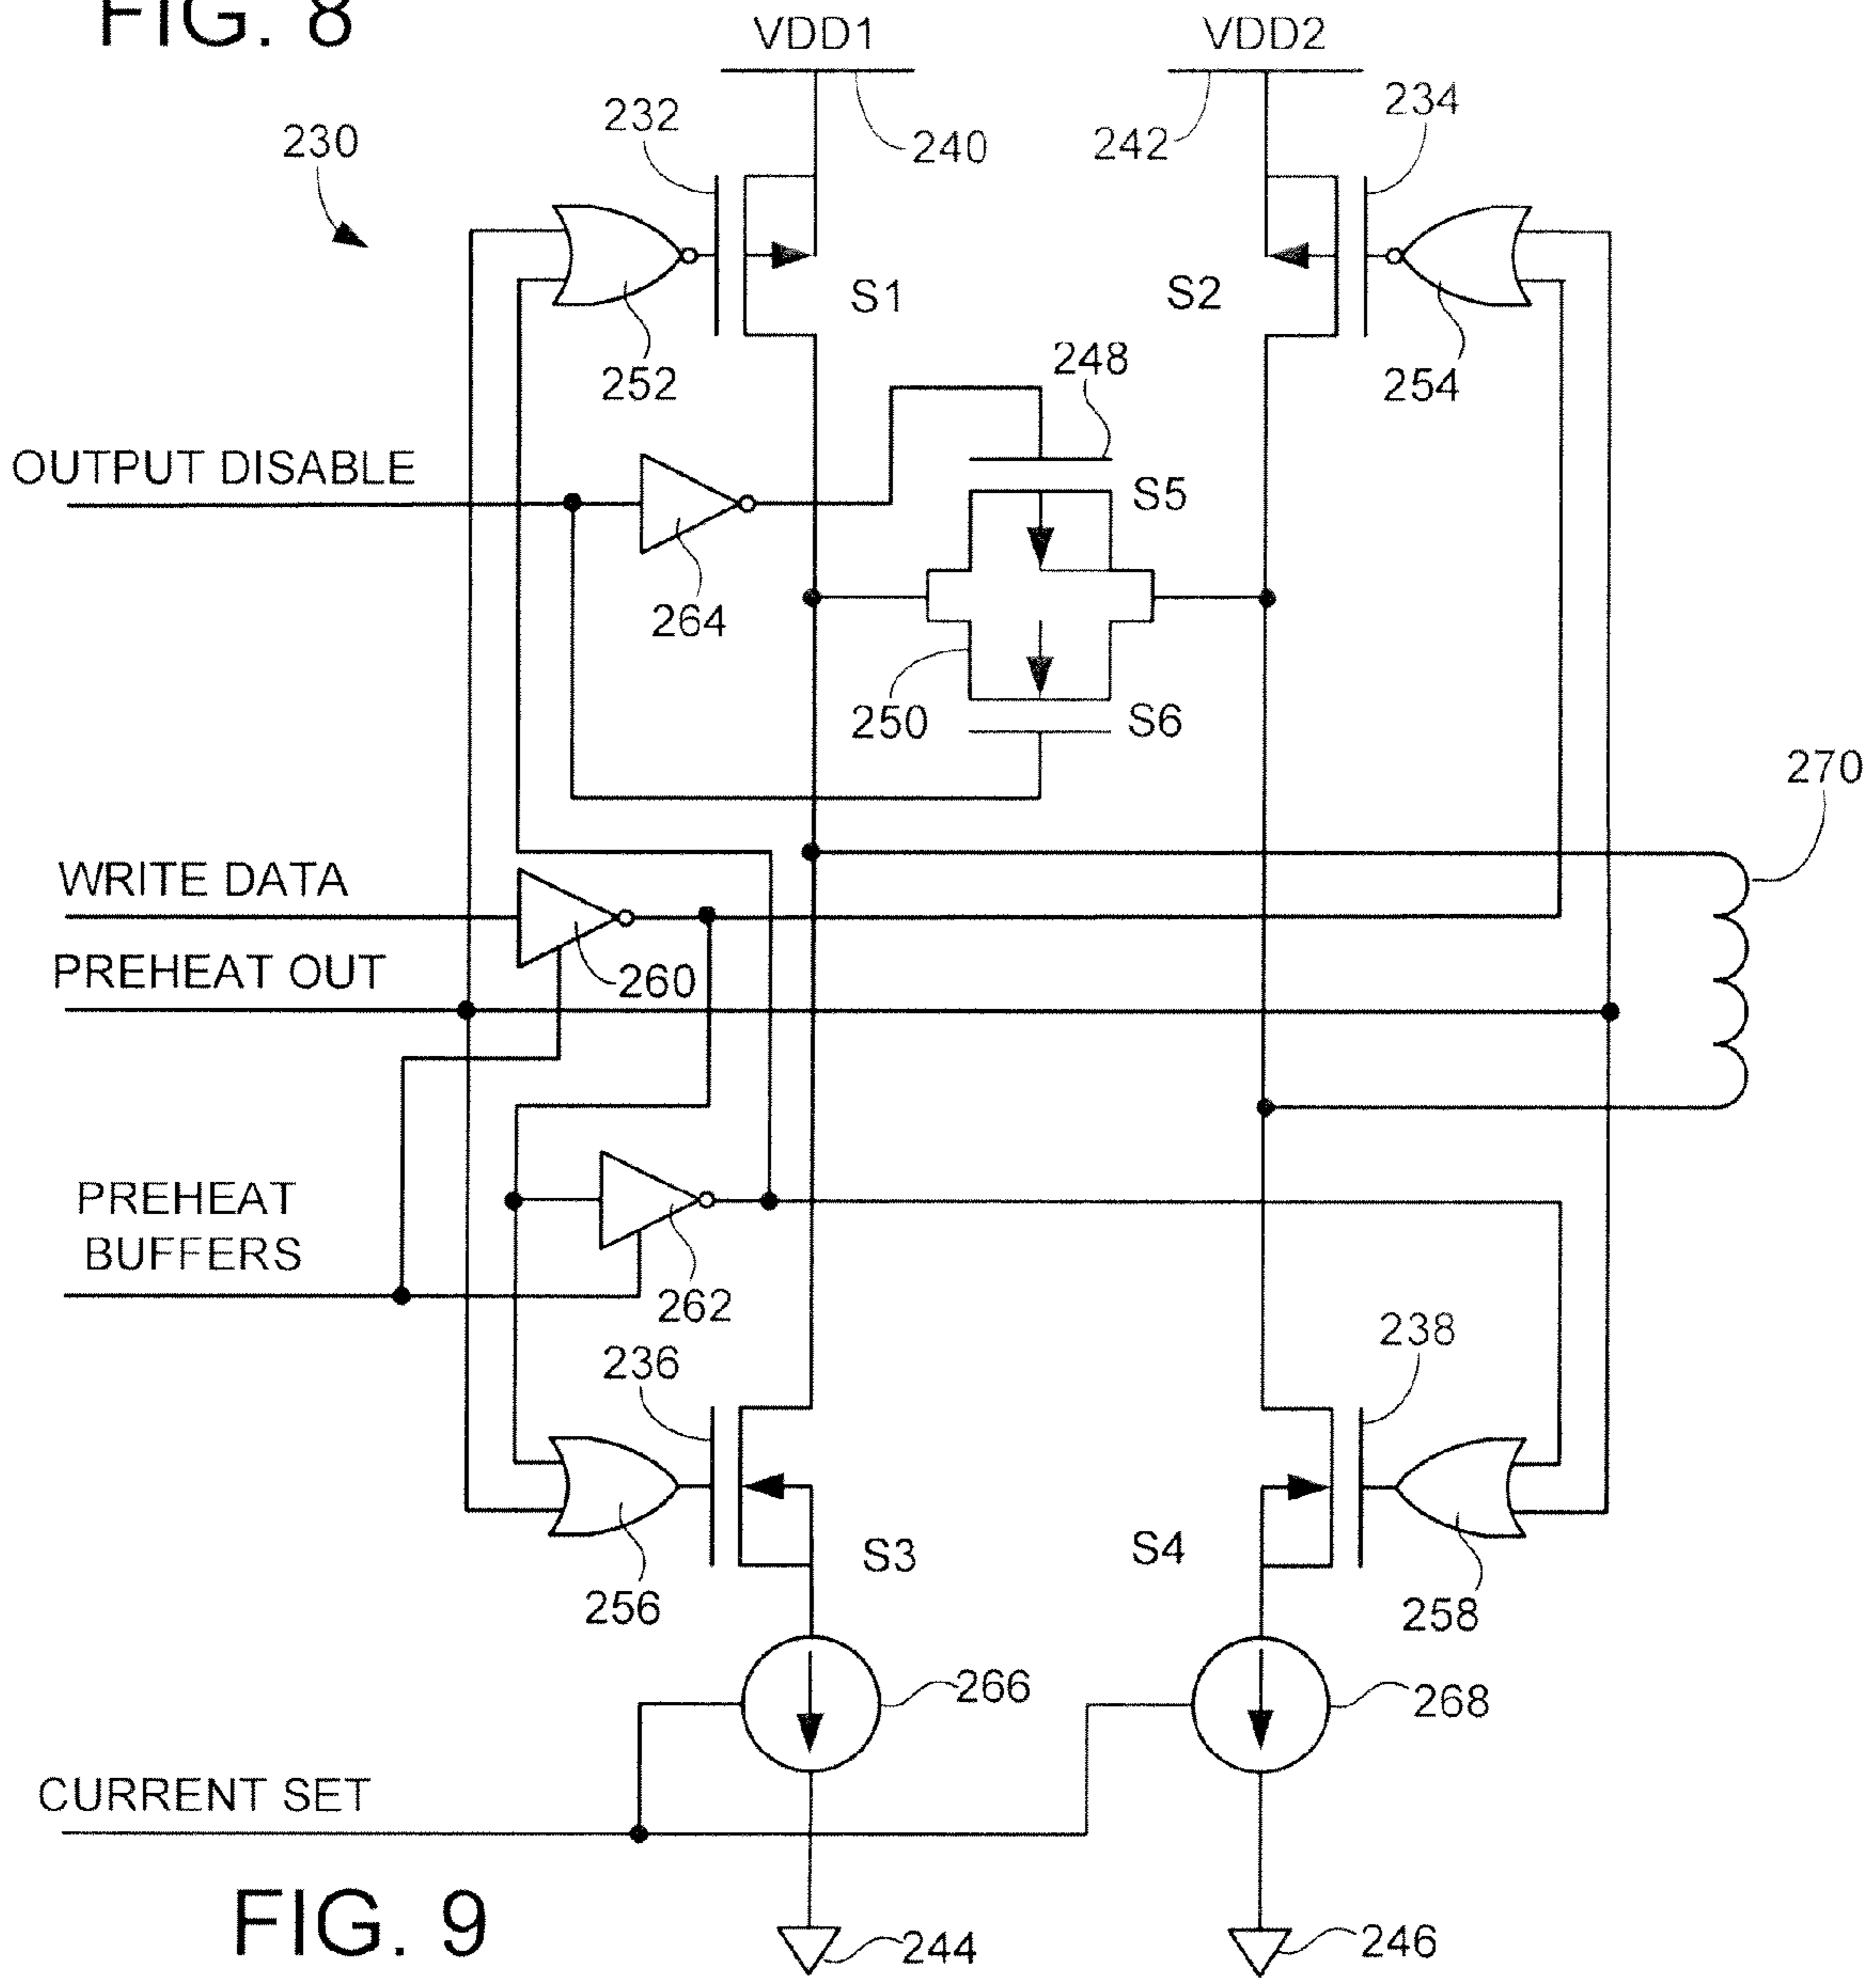 FIG. 8
VDD1
VDD2
232
234
230
240
242
S1
S2
252
254
248
OUTPUT DISABLE
S5
264
250
S6
270
WRITE DATA
260
PREHEAT OUT
PREHEAT
BUFFERS
262
236
238
S3
S4
256
258
266
268
CURRENT SET
FIG. 9
244
246